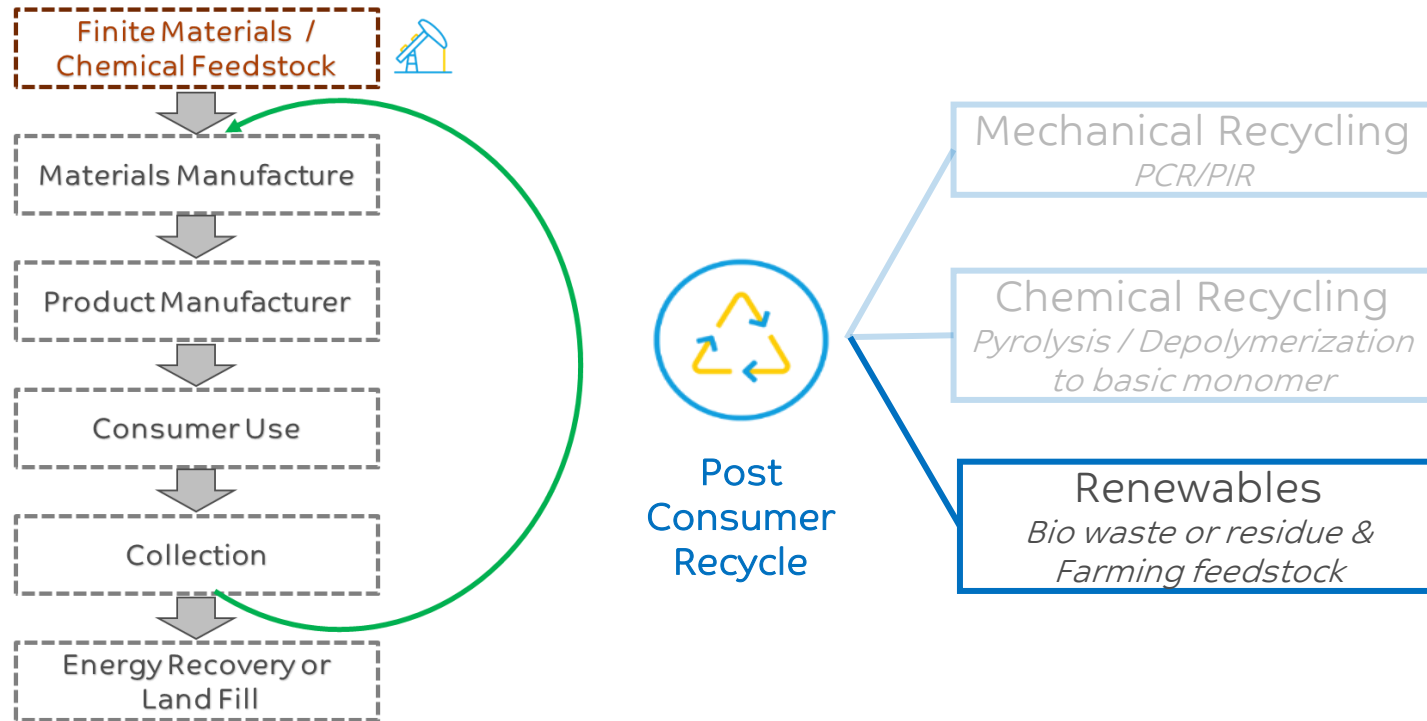 Finite Materials /
Chemical Feedstock
Materials Manufacture
Product Manufacturer
Consumer Use
Collection
Energy Recovery or
Land Fill
Post
Consumer
Recycle
Mechanical Recycling
PCR/PIR
Chemical Recycling
Pyrolysis / Depolymerization
to basic monomer
Renewables
Bio waste or residue &
Farming feedstock